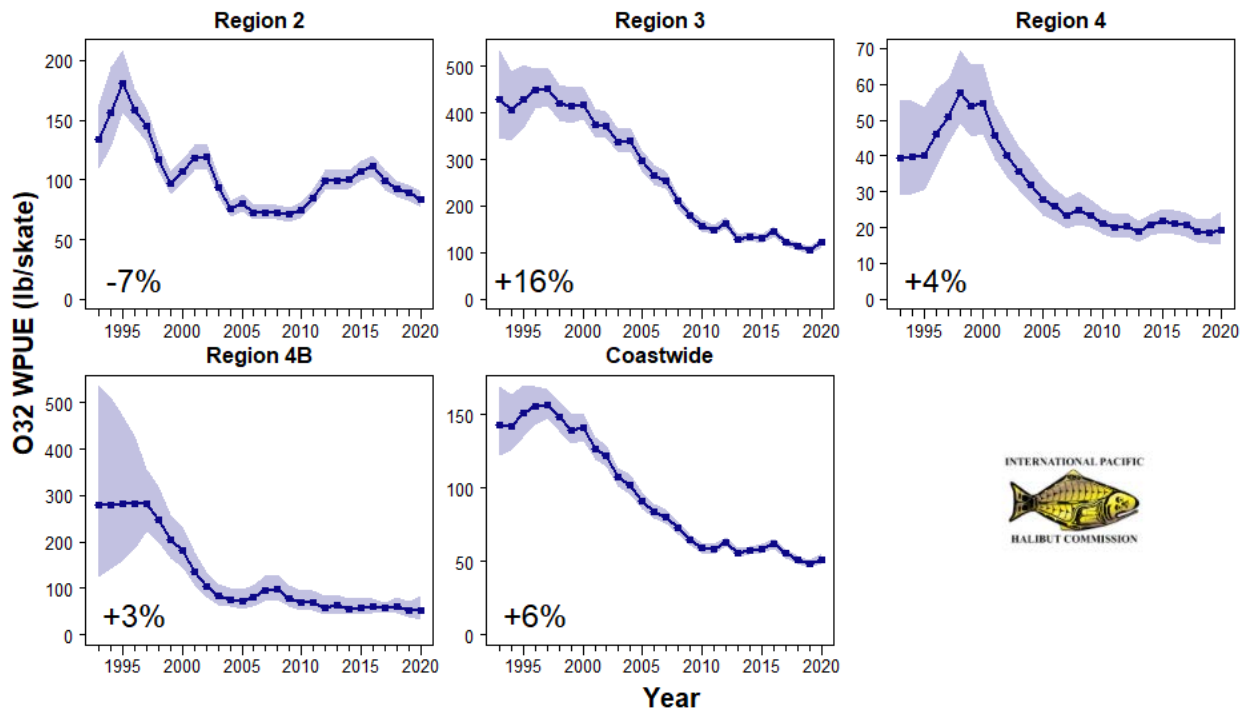 Region 2
Region 3
Region 4
O32 WPUE (lb/skate)
200
150
100
50
0
-7%
1995 2000 2005 2010 2015 2020
500
400
300
200
100
0
+16%
1995 2000 2005 2010 2015 2020
70
60
50
40
30
20
10
0
+4%
1995 2000 2005 2010 2015 2020
Region 4B
Coastwide
500
400
300
200
100
0
+3%
1995 2000 2005 2010 2015 2020
150
100
50
0
+6%
1995 2000 2005 2010 2015 2020
INTERNATIONAL PACIFIC
HALIBUT COMMISSION
Year